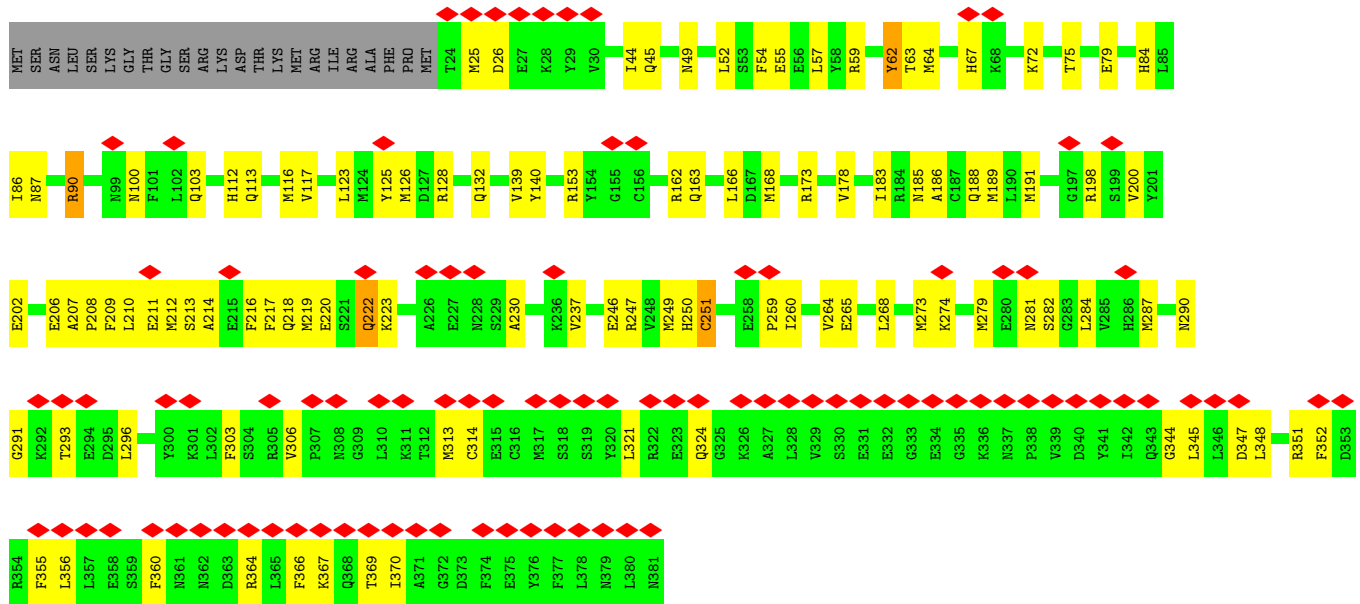 MET SER ASN LEU SER LYS GLY THR GLY SER ARG LYS ASP THR LYS MET ARG ILE ARG ALA PHE PRO MET T24 M25 D26 E27 K28 Y29 V30 I44 Q45 N49 L52 S53 F54 E55 E56 L57 Y58 R59 Y62 T63 M64 H67 K68 K72 T75 E79 H84 L85
I86 N87 R90 N99 N100 F101 L102 Q103 H112 Q113 M116 V117 L123 M124 Y125 M126 D127 R128 Q132 V139 Y140 R153 Y154 G155 C156 R162 Q163 L166 D167 M168 R173 V178 I183 R184 N185 A186 C187 Q188 M189 L190 M191 G197 R198 S199 V200 Y201
E202 E206 A207 P208 F209 L210 E211 M212 S213 A214 E215 F216 F217 Q218 M219 E220 S221 Q222 K223 A226 E227 N228 S229 A230 K236 V237 E246 R247 V248 M249 H250 C251 E258 P259 I260 V264 E265 L268 M273 K274 M279 E280 N281 S282 G283 L284 V285 H286 M287 N290
G291 K292 T293 E294 D295 L296 Y300 K301 L302 F303 S304 R305 V306 P307 N308 G309 L310 K311 T312 M313 C314 E315 C316 M317 S318 S319 Y320 L321 R322 E323 Q324 G325 K326 A327 L328 V329 S330 E331 E332 G333 E334 G335 K336 N337 P338 V339 D340 Y341 I342 Q343 G344 L345 L346 D347 L348 R351 F352 D353
R354 F355 L356 L357 E358 S359 F360 N361 N362 D363 R364 L365 F366 K367 Q368 T369 I370 A371 G372 D373 F374 E375 Y376 F377 L378 N379 L380 N381